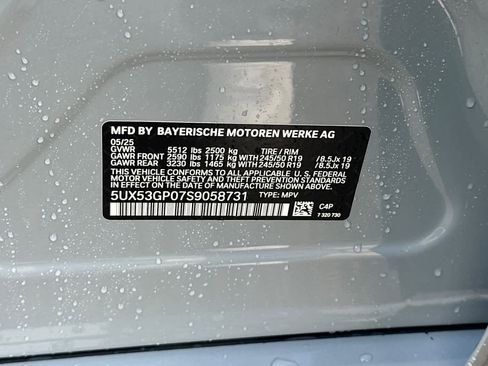 MFD BY BAYERISCHE MOTOREN WERKE AG
05/25
GVWR 5512 lbs 2500 kg TIRE / RIM
GAWR FRONT 2590 lbs 1175 kg WITH 245/50 R19 /8.5Jx 19
GAWR REAR 3230 lbs 1465 kg WITH 245/50 R19 /8.5Jx 19
THIS VEHICLE CONFORMS TO ALL APPLICABLE U.S. FEDERAL
MOTOR VEHICLE SAFETY AND THEFT PREVENTION STANDARDS
IN EFFECT ON THE DATE OF MANUFACTURE SHOWN ABOVE.
5UX53GP07S9058731 TYPE: MPV
C4P
7 320 730